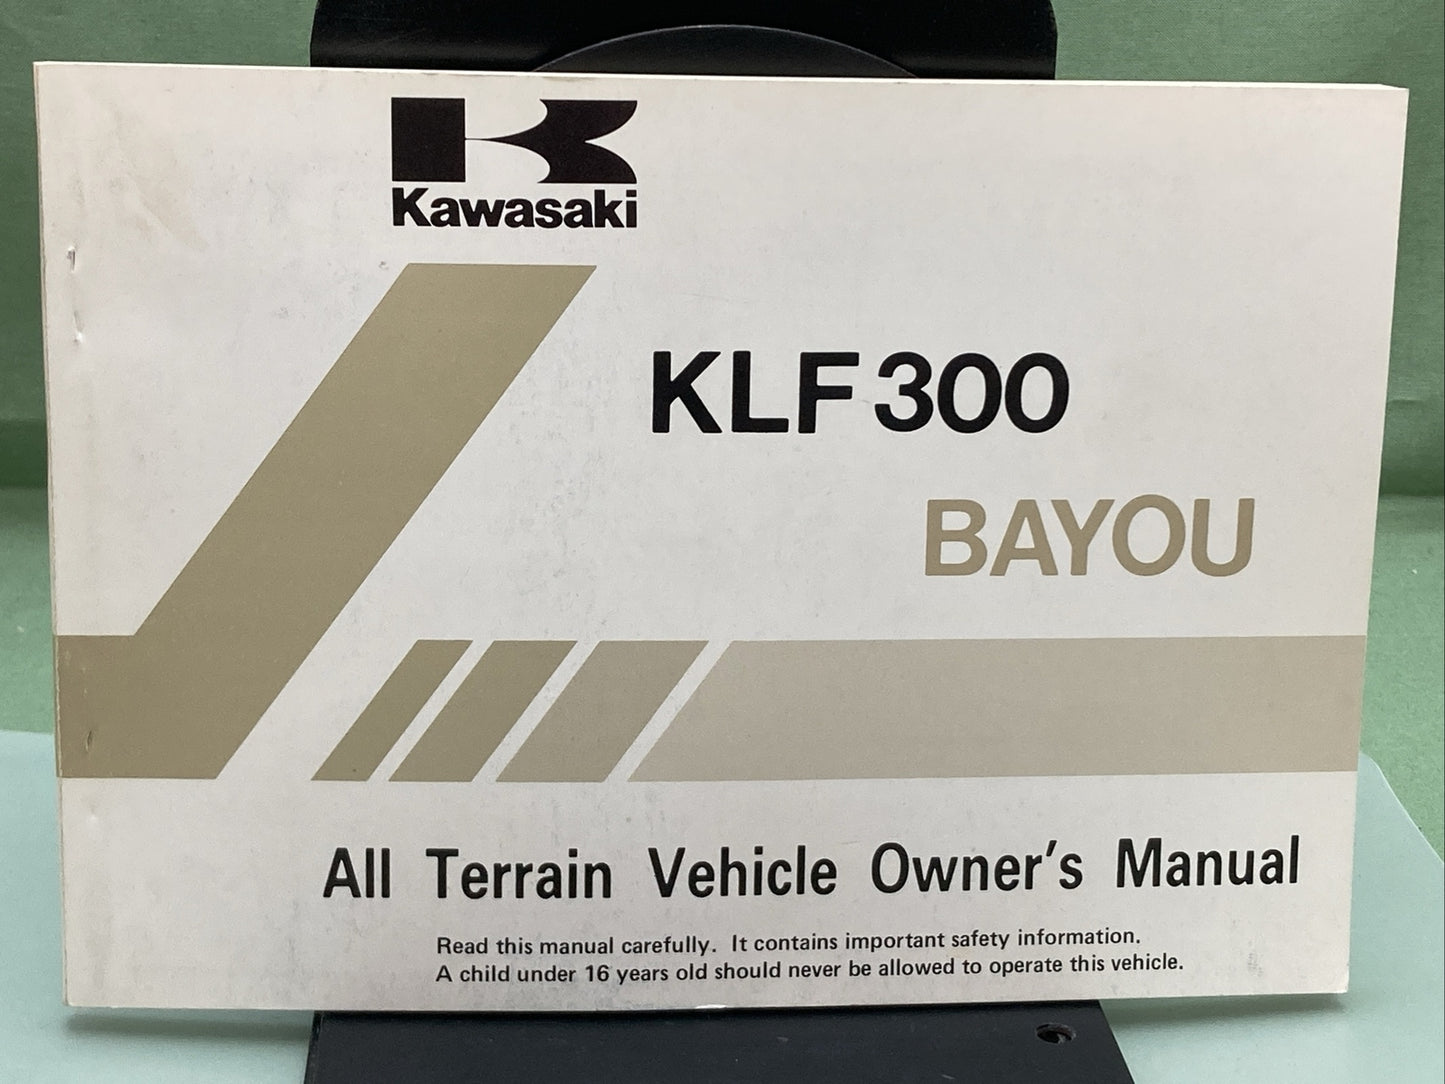 Kawasaki
KLF300
BAYOU
All Terrain Vehicle Owner's Manual
Read this manual carefully. It contains important safety information.
A child under 16 years old should never be allowed to operate this vehicle.